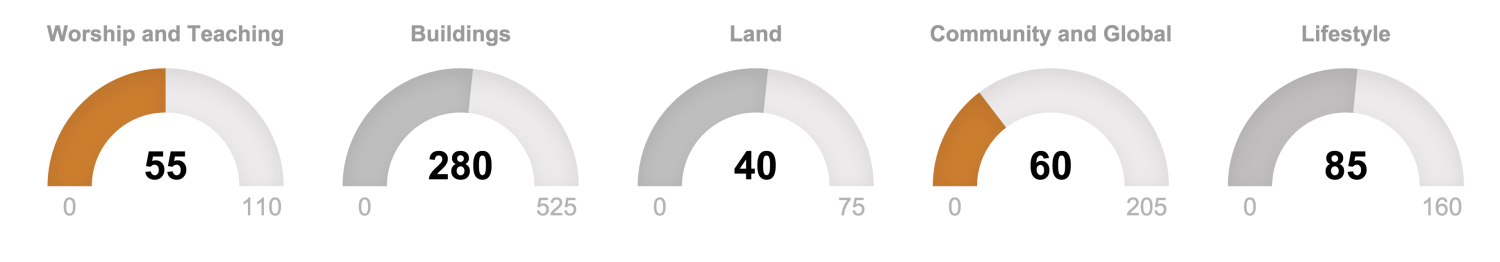 Worship and Teaching
Buildings
Land
Community and Global
Lifestyle
55
280
40
60
85
0 110
0 525
0 75
0 205
0 160